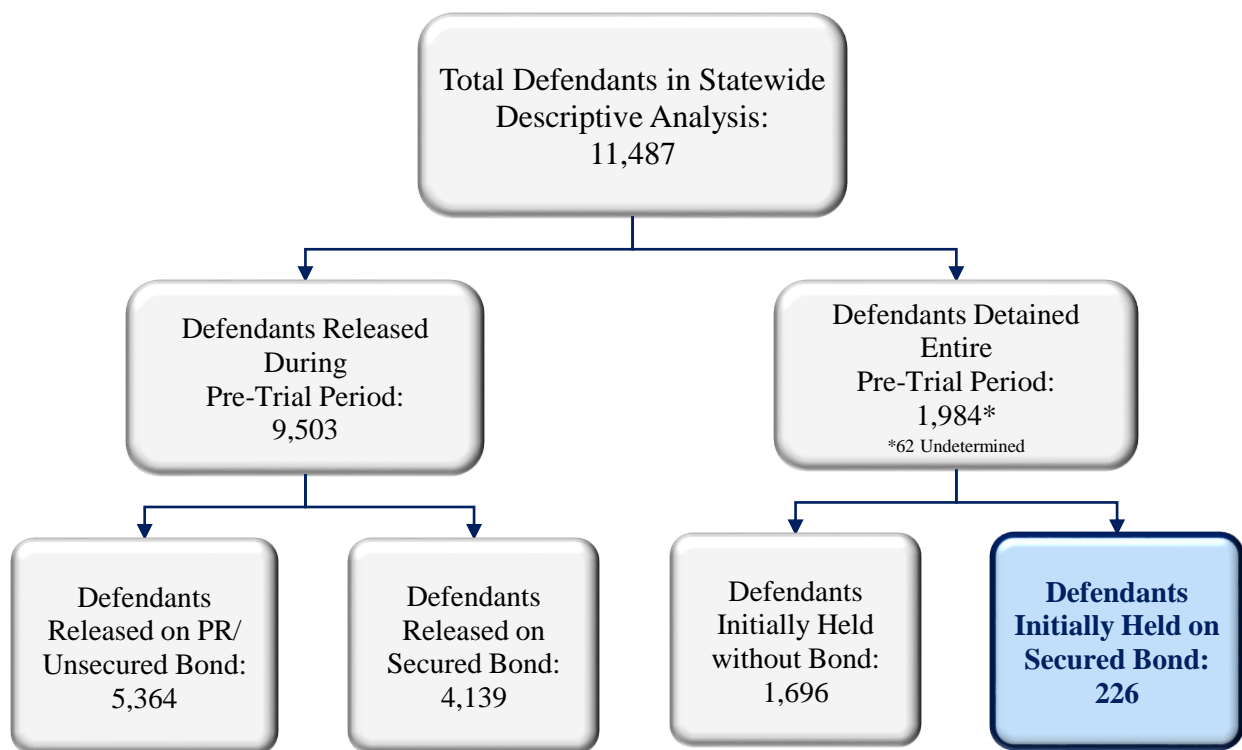 Total Defendants in Statewide
Descriptive Analysis:
11,487
Defendants Released
During
Pre-Trial Period:
9,503
Defendants Detained
Entire
Pre-Trial Period:
1,984*
*62 Undetermined
Defendants
Released on PR/
Unsecured Bond:
5,364
Defendants
Released on
Secured Bond:
4,139
Defendants
Initially Held
without Bond:
1,696
Defendants
Initially Held on
Secured Bond:
226